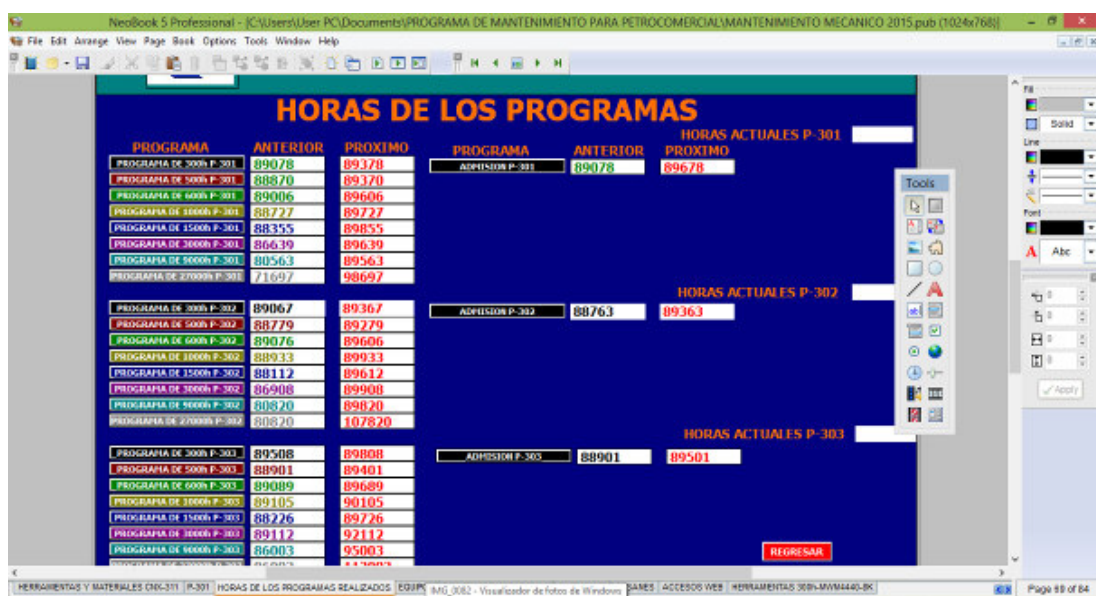 NeoBook 5 Professional - [C:\Users\User PC\Documents\PROGRAMA DE MANTENIMIENTO PARA PETROCOMERCIAL\MANTENIMIENTO MECANICO 2015.pub (1024x768)]
File Edit Arrange View Page Book Options Tools Window Help
HORAS DE LOS PROGRAMAS
HORAS ACTUALES P-301
PROGRAMA ANTERIOR PROXIMO PROGRAMA ANTERIOR PROXIMO
PROGRAMA DE 300h P-301 89078 89378 ADMISION P-301 89078 89678
PROGRAMA DE 500h P-301 88870 89370
PROGRAMA DE 600h P-301 89006 89606
PROGRAMA DE 1000h P-301 88727 89727
PROGRAMA DE 1500h P-301 88355 89855
PROGRAMA DE 3000h P-301 86639 89639
PROGRAMA DE 9000h P-301 80563 89563
PROGRAMA DE 27000h P-301 71697 98697
HORAS ACTUALES P-302
PROGRAMA DE 300h P-302 89067 89367 ADMISION P-302 88763 89363
PROGRAMA DE 500h P-302 88779 89279
PROGRAMA DE 600h P-302 89076 89606
PROGRAMA DE 1000h P-302 88933 89933
PROGRAMA DE 1500h P-302 88112 89612
PROGRAMA DE 3000h P-302 86908 89908
PROGRAMA DE 9000h P-302 80820 89820
PROGRAMA DE 27000h P-302 80820 107820
HORAS ACTUALES P-303
PROGRAMA DE 300h P-303 89508 89808 ADMISION P-303 88901 89501
PROGRAMA DE 500h P-303 88901 89401
PROGRAMA DE 600h P-303 89089 89689
PROGRAMA DE 1000h P-303 89105 90105
PROGRAMA DE 1500h P-303 88226 89726
PROGRAMA DE 3000h P-303 89112 92112
PROGRAMA DE 9000h P-303 86003 95003
REGRESAR
Tools
Fill
Solid
Line
Font
Abc
Apply
HERRAMIENTAS Y MATERIALES CNX-311 P-301 HORAS DE LOS PROGRAMAS REALIZADOS IMG_0082 - Visualizador de fotos de Windows ACCESOS WEB HERRAMIENTAS 300h-MWM4440-BK Page 69 of 84